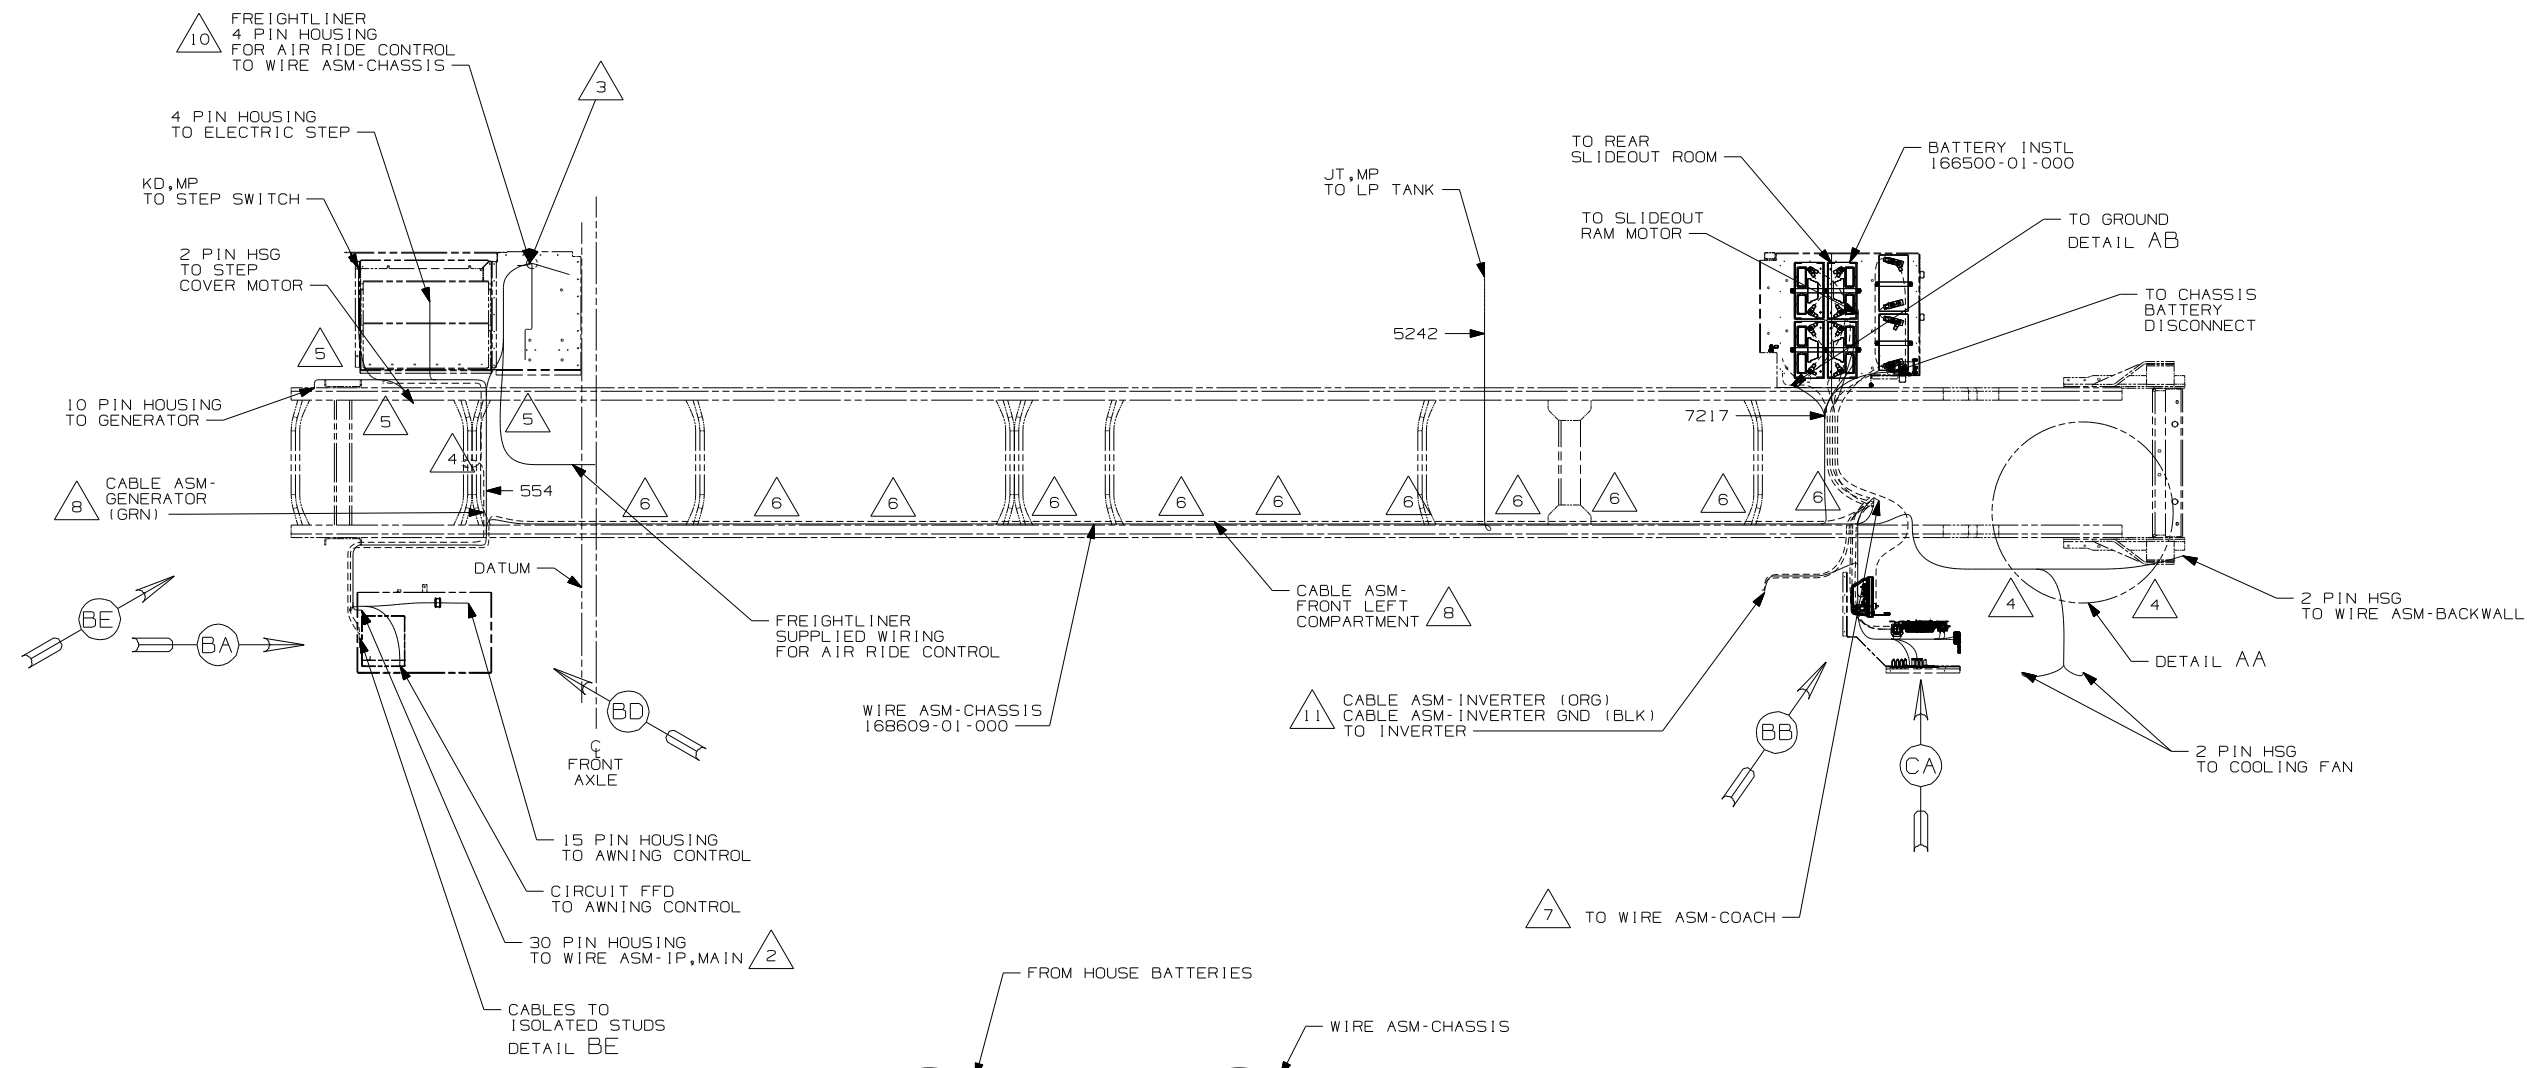 10
FREIGHTLINER
4 PIN HOUSING
FOR AIR RIDE CONTROL
TO WIRE ASM-CHASSIS
3
4 PIN HOUSING
TO ELECTRIC STEP
KD,MP
TO STEP SWITCH
2 PIN HSG
TO STEP
COVER MOTOR
5
10 PIN HOUSING
TO GENERATOR
5
5
4
8
CABLE ASM-
GENERATOR
(GRN)
554
6
6
6
6
6
6
6
6
6
6
6
JT,MP
TO LP TANK
5242
TO REAR
SLIDEOUT ROOM
BATTERY INSTL
166500-01-000
TO SLIDEOUT
RAM MOTOR
TO GROUND
DETAIL AB
TO CHASSIS
BATTERY
DISCONNECT
7217
DATUM
BE
BA
FREIGHTLINER
SUPPLIED WIRING
FOR AIR RIDE CONTROL
CABLE ASM-
FRONT LEFT
COMPARTMENT
8
4
4
2 PIN HSG
TO WIRE ASM-BACKWALL
DETAIL AA
BD
WIRE ASM-CHASSIS
168609-01-000
11
CABLE ASM-INVERTER (ORG)
CABLE ASM-INVERTER GND (BLK)
TO INVERTER
BB
CA
2 PIN HSG
TO COOLING FAN
CL
FRONT
AXLE
15 PIN HOUSING
TO AWNING CONTROL
CIRCUIT FFD
TO AWNING CONTROL
7
TO WIRE ASM-COACH
30 PIN HOUSING
TO WIRE ASM-IP,MAIN
2
FROM HOUSE BATTERIES
CABLES TO
ISOLATED STUDS
DETAIL BE
WIRE ASM-CHASSIS